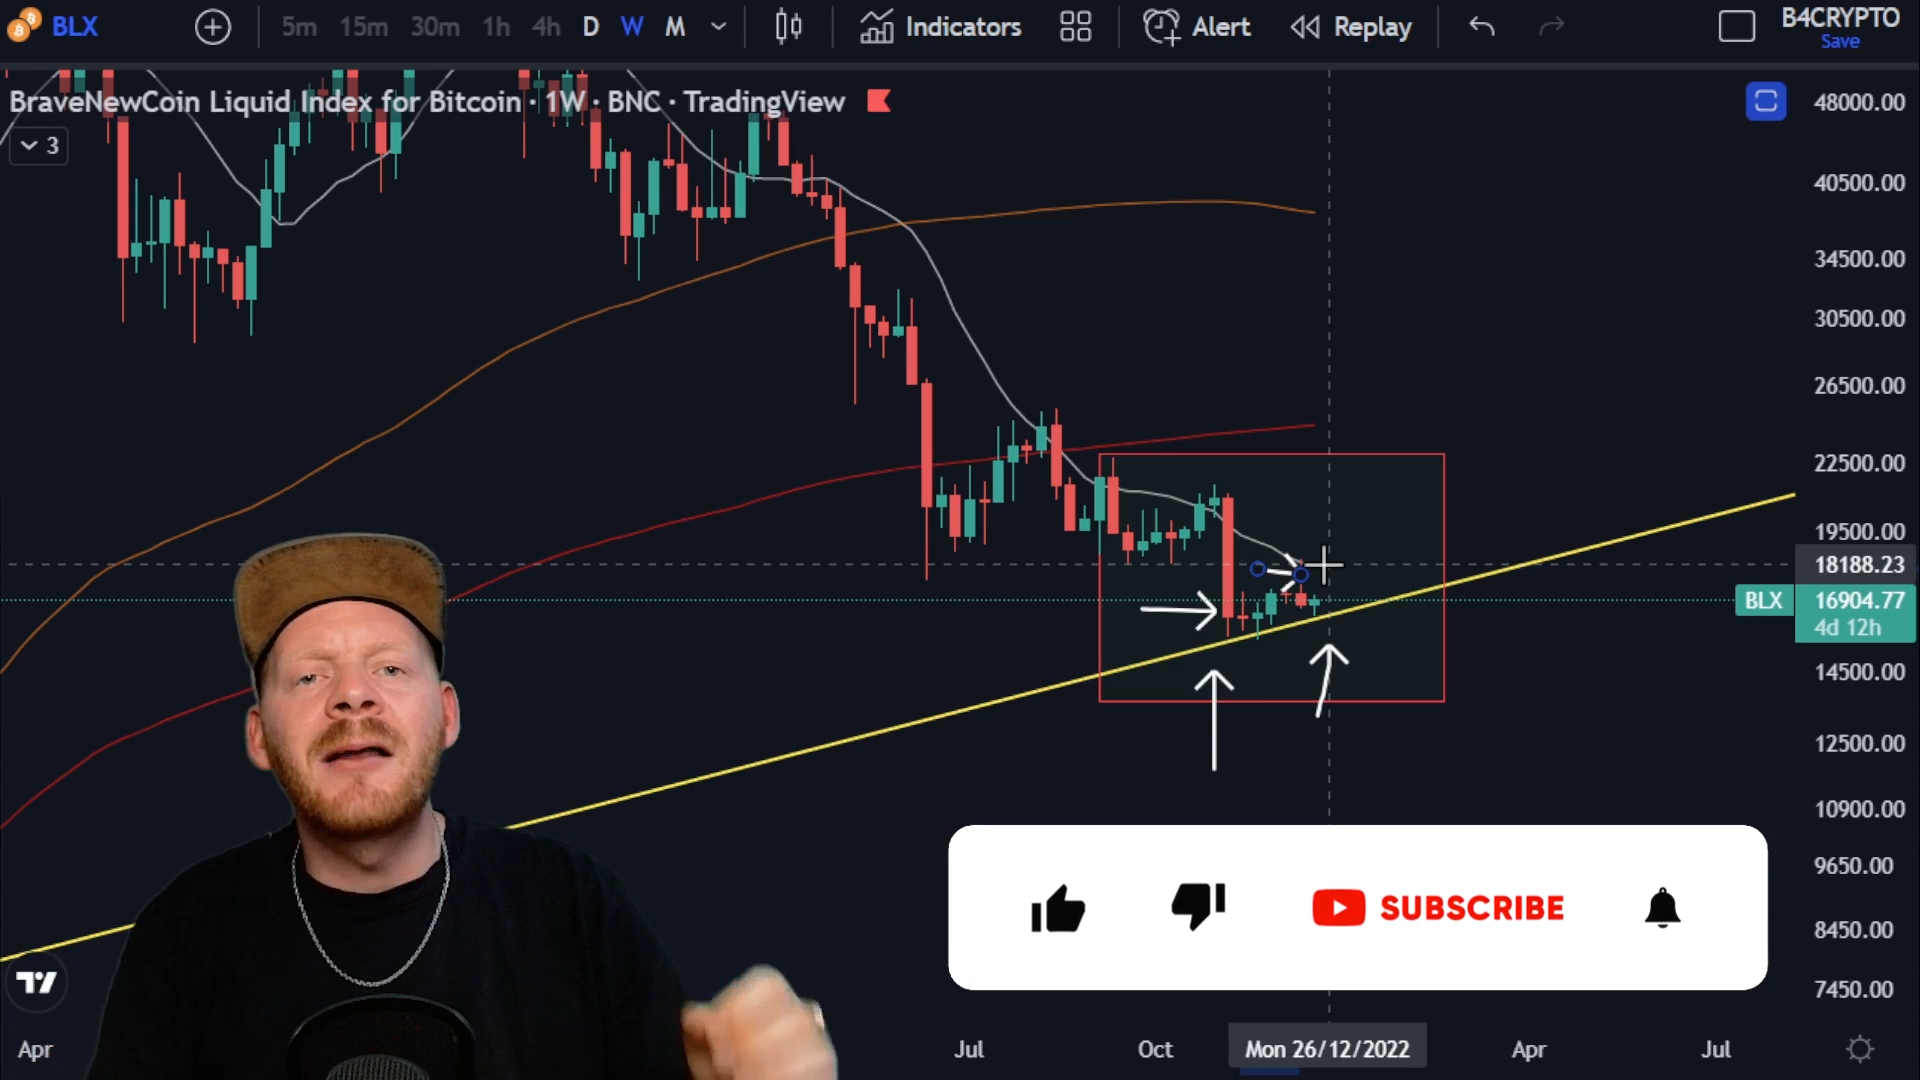 BLX
5m 15m 30m 1h 4h D W M
Indicators
Alert
Replay
B4CRYPTO
Save
BraveNewCoin Liquid Index for Bitcoin · 1W · BNC · TradingView
3
48000.00
40500.00
34500.00
30500.00
26500.00
22500.00
19500.00
18188.23
BLX 16904.77
4d 12h
14500.00
12500.00
10900.00
9650.00
8450.00
7450.00
SUBSCRIBE
Apr
Jul
Oct
Mon 26/12/2022
Apr
Jul